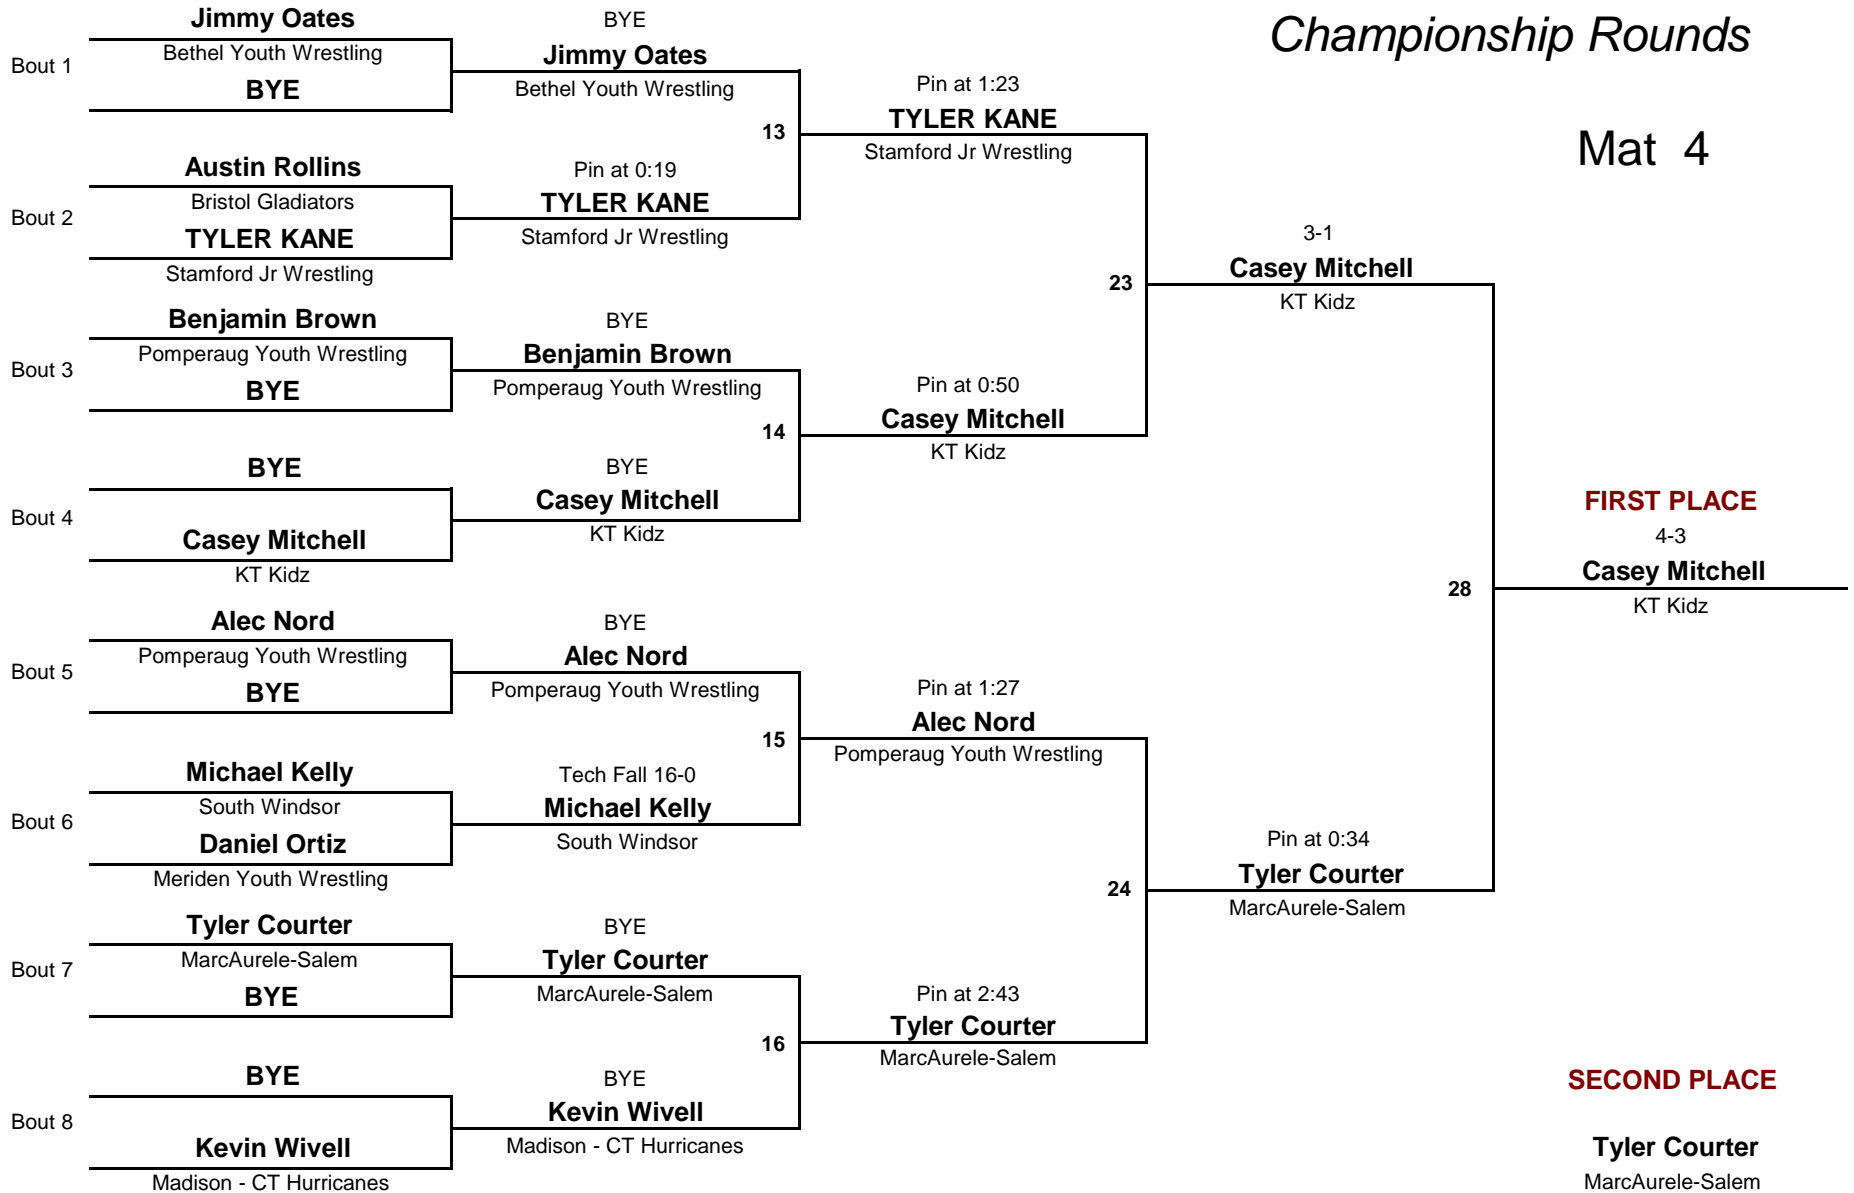 Championship Rounds
Mat 4
Bout 1
Jimmy Oates
Bethel Youth Wrestling
BYE
Bout 2
Austin Rollins
Bristol Gladiators
TYLER KANE
Stamford Jr Wrestling
Bout 3
Benjamin Brown
Pomperaug Youth Wrestling
BYE
Bout 4
BYE
Casey Mitchell
KT Kidz
Bout 5
Alec Nord
Pomperaug Youth Wrestling
BYE
Bout 6
Michael Kelly
South Windsor
Daniel Ortiz
Meriden Youth Wrestling
Bout 7
Tyler Courter
MarcAurele-Salem
BYE
Bout 8
BYE
Kevin Wivell
Madison - CT Hurricanes
BYE
Jimmy Oates
Bethel Youth Wrestling
13
Pin at 0:19
TYLER KANE
Stamford Jr Wrestling
BYE
Benjamin Brown
Pomperaug Youth Wrestling
14
BYE
Casey Mitchell
KT Kidz
BYE
Alec Nord
Pomperaug Youth Wrestling
15
Tech Fall 16-0
Michael Kelly
South Windsor
BYE
Tyler Courter
MarcAurele-Salem
16
BYE
Kevin Wivell
Madison - CT Hurricanes
Pin at 1:23
TYLER KANE
Stamford Jr Wrestling
23
Pin at 0:50
Casey Mitchell
KT Kidz
Pin at 1:27
Alec Nord
Pomperaug Youth Wrestling
24
Pin at 2:43
Tyler Courter
MarcAurele-Salem
3-1
Casey Mitchell
KT Kidz
28
Pin at 0:34
Tyler Courter
MarcAurele-Salem
FIRST PLACE
4-3
Casey Mitchell
KT Kidz
SECOND PLACE
Tyler Courter
MarcAurele-Salem